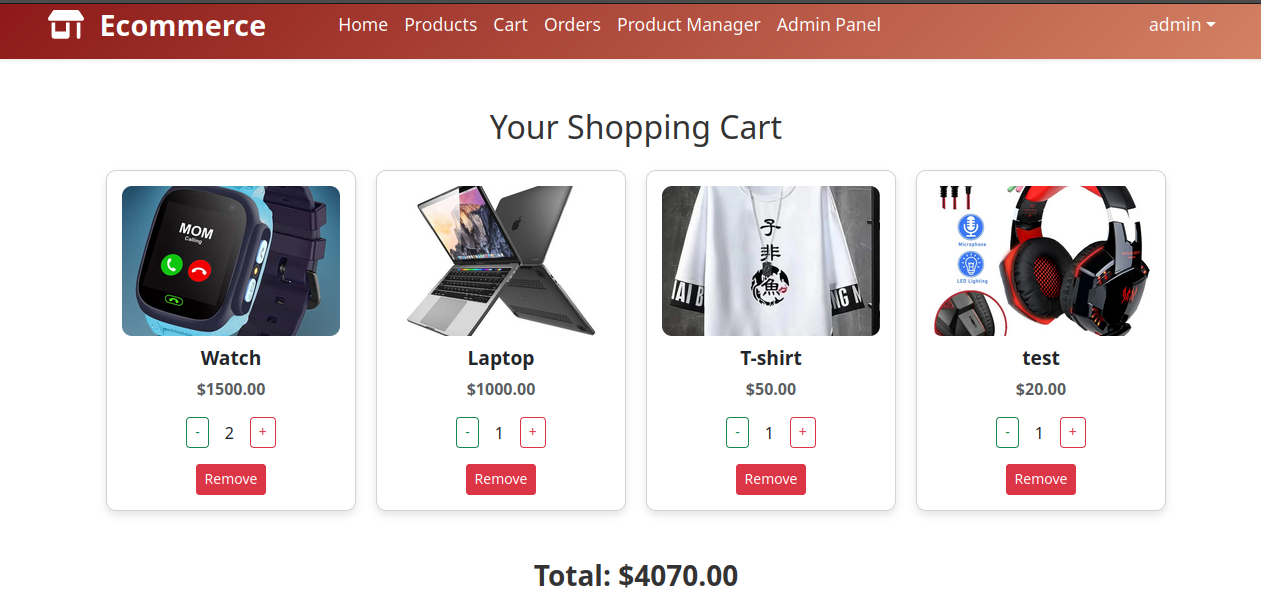 Ecommerce
Home Products Cart Orders Product Manager Admin Panel
admin
Your Shopping Cart
MOM
Calling
子
非
魚
IAI B
NG N
Microphone
LED Lighting
Watch
Laptop
T-shirt
test
$1500.00
$1000.00
$50.00
$20.00
- 2 +
- 1 +
- 1 +
- 1 +
Remove
Remove
Remove
Remove
Total: $4070.00